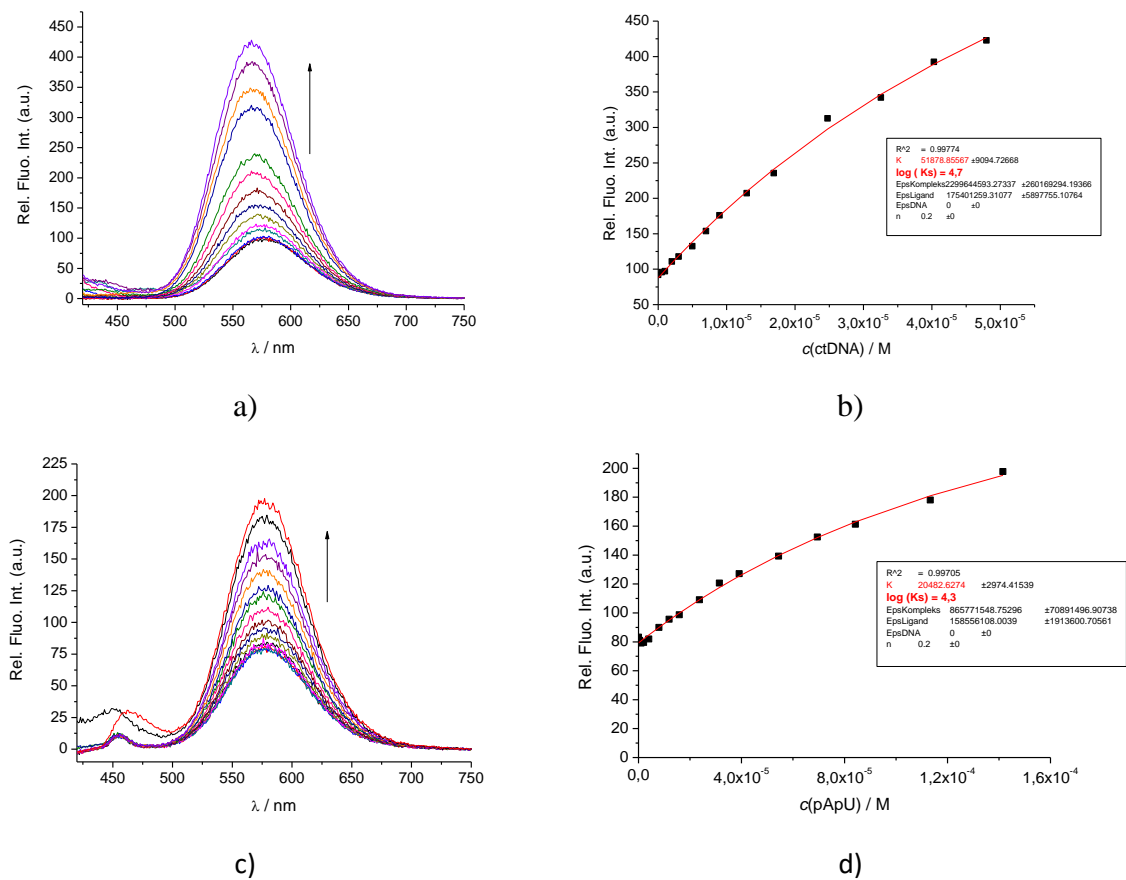 450
400
350
300
250
200
150
100
50
0
Rel. Fluo. Int. (a.u.)
450 500 550 600 650 700 750
λ / nm
a)
450
400
350
300
250
200
150
100
50
Rel. Fluo. Int. (a.u.)
R^2 = 0.99774
K 51878.85567 ±9094.72668
log ( Ks) = 4,7
EpsKompleks2299644593.27337 ±260169294.19366
EpsLigand 175401259.31077 ±5897755.10764
EpsDNA 0 ±0
n 0.2 ±0
0,0 1,0x10⁻⁵ 2,0x10⁻⁵ 3,0x10⁻⁵ 4,0x10⁻⁵ 5,0x10⁻⁵
c(ctDNA) / M
b)
225
200
175
150
125
100
75
50
25
0
Rel. Fluo. Int. (a.u.)
450 500 550 600 650 700 750
λ / nm
c)
200
180
160
140
120
100
80
60
40
20
0
Rel. Fluo. Int. (a.u.)
R^2 = 0.99705
K 20482.6274 ±2974.41539
log (Ks) = 4,3
EpsKompleks 865771548.75296 ±70891496.90738
EpsLigand 158556108.0039 ±1913600.70561
EpsDNA 0 ±0
n 0.2 ±0
0,0 4,0x10⁻⁵ 8,0x10⁻⁵ 1,2x10⁻⁴ 1,6x10⁻⁴
c(pApU) / M
d)